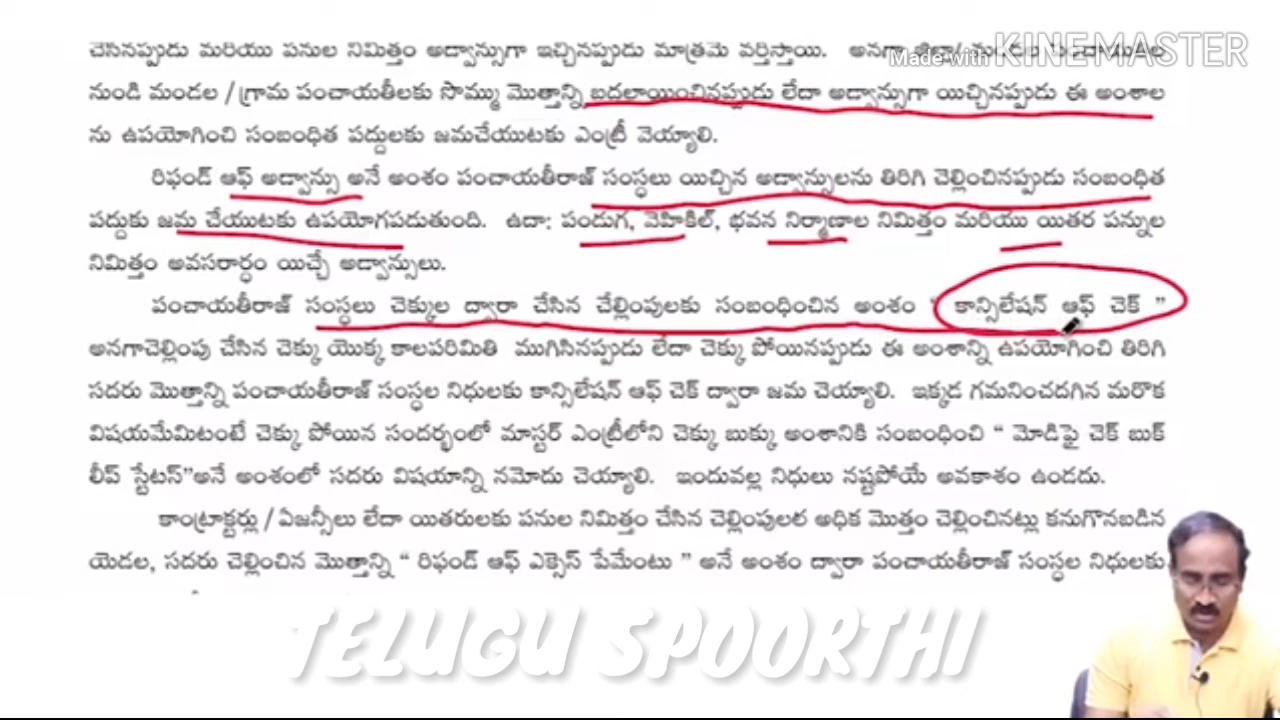 చేసినప్పుడు మరియు పనుల నిమిత్తం అడ్వాన్సుగా ఇచ్చినప్పుడు మాత్రమే వర్తిస్తాయి. అనగా జిల్లా/
Made with KINEMASTER
నుండి మండల / గ్రామ పంచాయతీలకు సొమ్ము మొత్తాన్ని బదలాయించినప్పుడు లేదా అడ్వాన్సుగా యిచ్చినప్పుడు ఈ అంశాల
ను ఉపయోగించి సంబంధిత పద్దులకు జమచేయుటకు ఎంట్రీ వెయ్యాలి.
రిఫండ్ ఆఫ్ అడ్వాన్సు అనే అంశం పంచాయతీరాజ్ సంస్థలు యిచ్చిన అడ్వాన్సులను తిరిగి చెల్లించినప్పుడు సంబంధిత
పద్దుకు జమ చేయుటకు ఉపయోగపడుతుంది. ఉదా: పండుగ, వెహికిల్, భవన నిర్మాణాల నిమిత్తం మరియు యితర పన్నుల
నిమిత్తం అవసరార్ధం యిచ్చే అడ్వాన్సులు.
పంచాయతీరాజ్ సంస్థలు చెక్కుల ద్వారా చేసిన చేల్లింపులకు సంబంధించిన అంశం “ కాన్సిలేషన్ ఆఫ్ చెక్ ”
అనగాచెల్లింపు చేసిన చెక్కు యొక్క కాలపరిమితి ముగిసినప్పుడు లేదా చెక్కు పోయినప్పుడు ఈ అంశాన్ని ఉపయోగించి తిరిగి
సదరు మొత్తాన్ని పంచాయతీరాజ్ సంస్థల నిధులకు కాన్సిలేషన్ ఆఫ్ చెక్ ద్వారా జమ చెయ్యాలి. ఇక్కడ గమనించదగిన మరొక
విషయమేమిటంటే చెక్కు పోయిన సందర్భంలో మాస్టర్ ఎంట్రీలోని చెక్కు బుక్కు అంశానికి సంబంధించి “ మోడిఫై చెక్ బుక్
లీప్ స్టేటస్”అనే అంశంలో సదరు విషయాన్ని నమోదు చెయ్యాలి. ఇందువల్ల నిధులు నష్టపోయే అవకాశం ఉండదు.
కాంట్రాక్టర్లు / ఏజన్సీలు లేదా యితరులకు పనుల నిమిత్తం చేసిన చెల్లింపులలో అధిక మొత్తం చెల్లించినట్లు కనుగొనబడిన
యెడల, సదరు చెల్లించిన మొత్తాన్ని “ రిఫండ్ ఆఫ్ ఎక్సెస్ పేమెంటు ” అనే అంశం ద్వారా పంచాయతీరాజ్ సంస్థల నిధులకు
TELUGU SPOORTHI